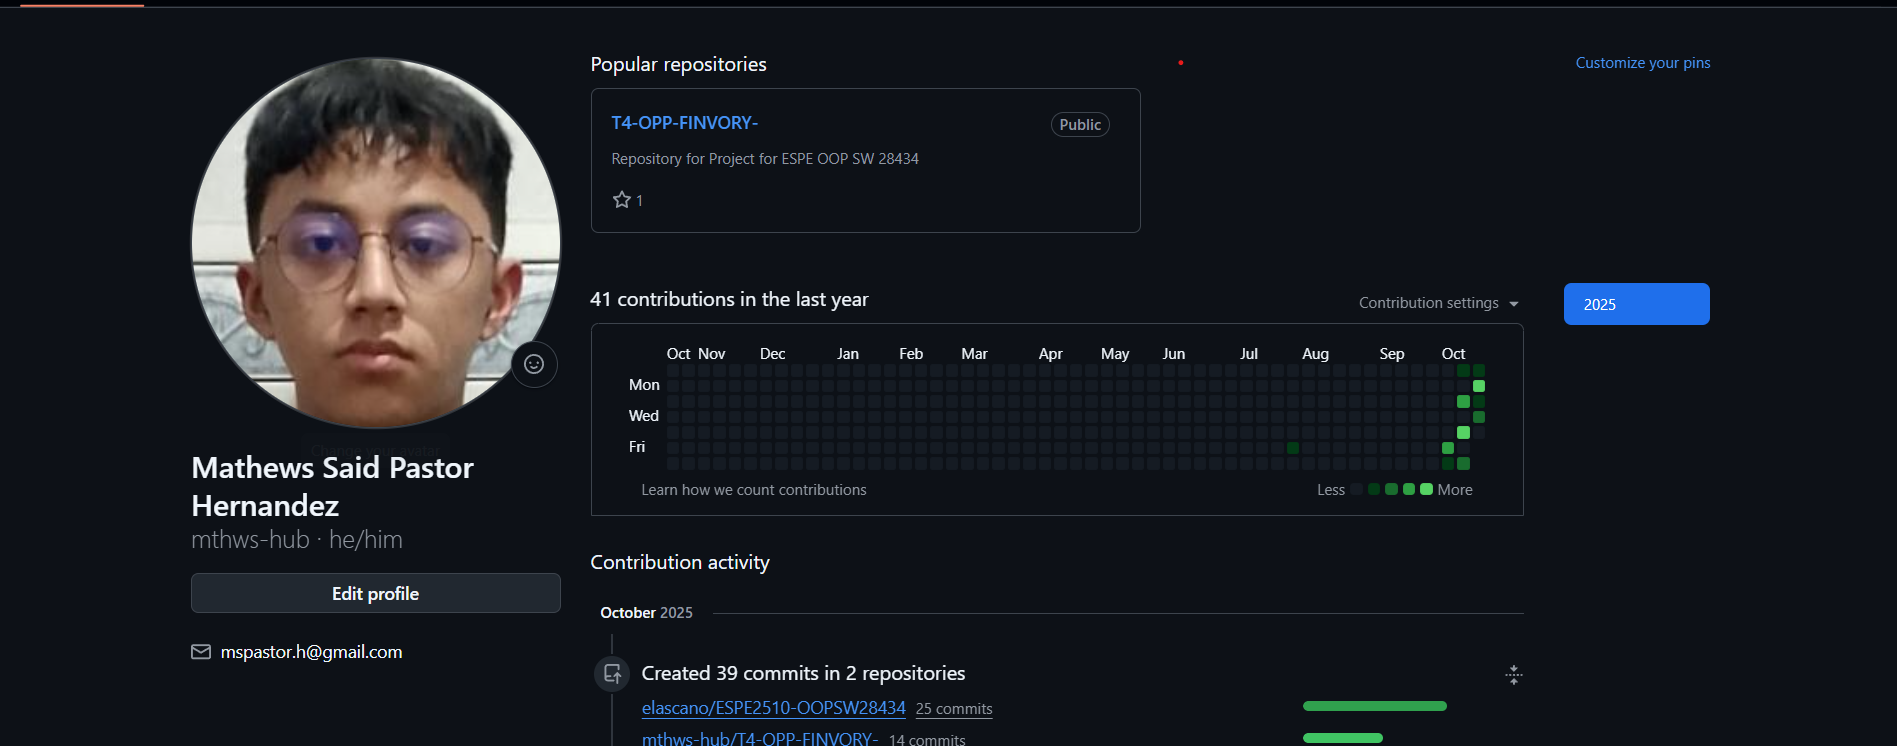 Popular repositories
Customize your pins
T4-OPP-FINVORY-
Public
Repository for Project for ESPE OOP SW 28434
1
41 contributions in the last year
Contribution settings
2025
Oct Nov Dec Jan Feb Mar Apr May Jun Jul Aug Sep Oct
Mon
Wed
Fri
Learn how we count contributions
Less More
Mathews Said Pastor
Hernandez
mthws-hub · he/him
Edit profile
mspastor.h@gmail.com
Contribution activity
October 2025
Created 39 commits in 2 repositories
elascano/ESPE2510-OOPSW28434 25 commits
mthws-hub/T4-OPP-FINVORY- 14 commits